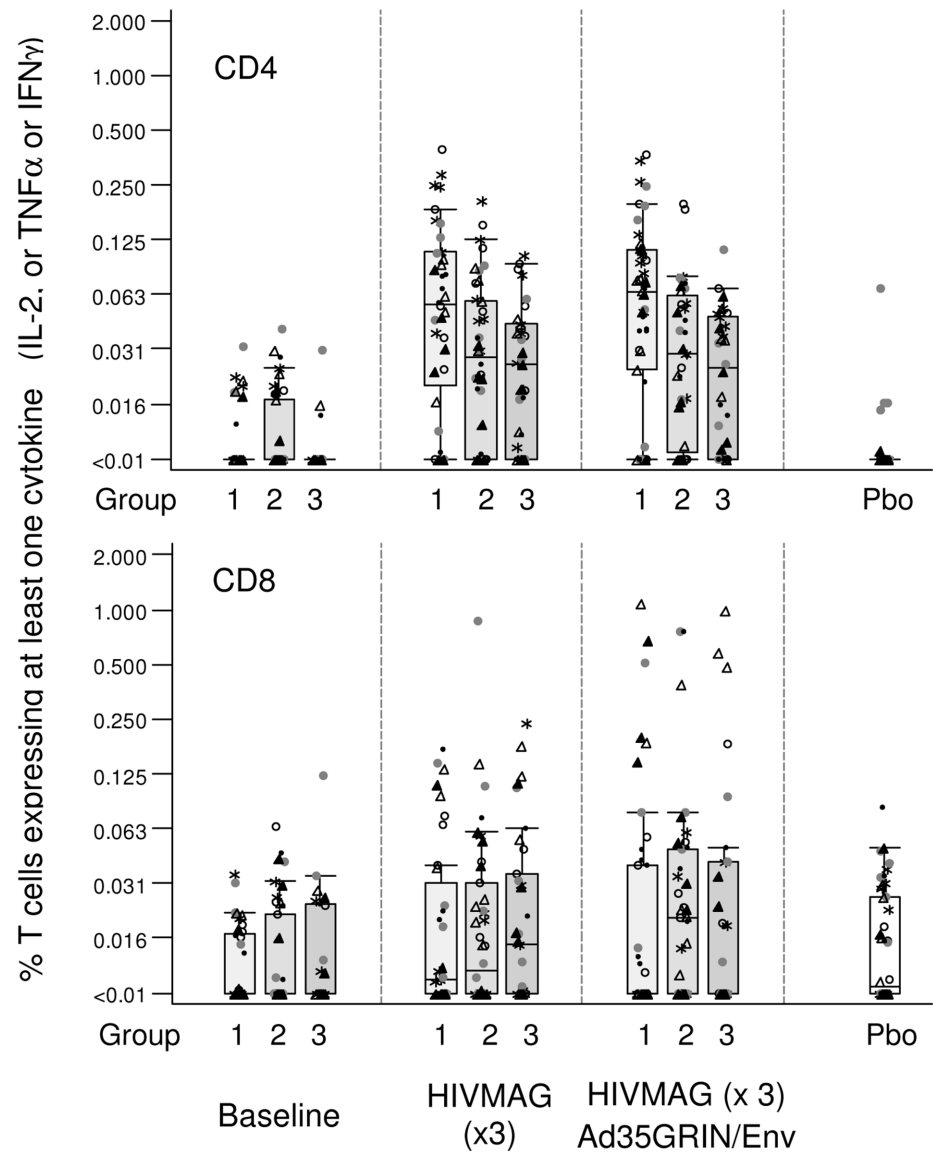 % T cells expressing at least one cytokine (IL-2, or TNFα or IFNγ)
CD4
2.000
1.000
0.500
0.250
0.125
0.063
0.031
0.016
<0.01
Group 1 2 3 1 2 3 1 2 3 Pbo
CD8
2.000
1.000
0.500
0.250
0.125
0.063
0.031
0.016
<0.01
Group 1 2 3 1 2 3 1 2 3 Pbo
Baseline
HIVMAG
(x3)
HIVMAG (x 3)
Ad35GRIN/Env